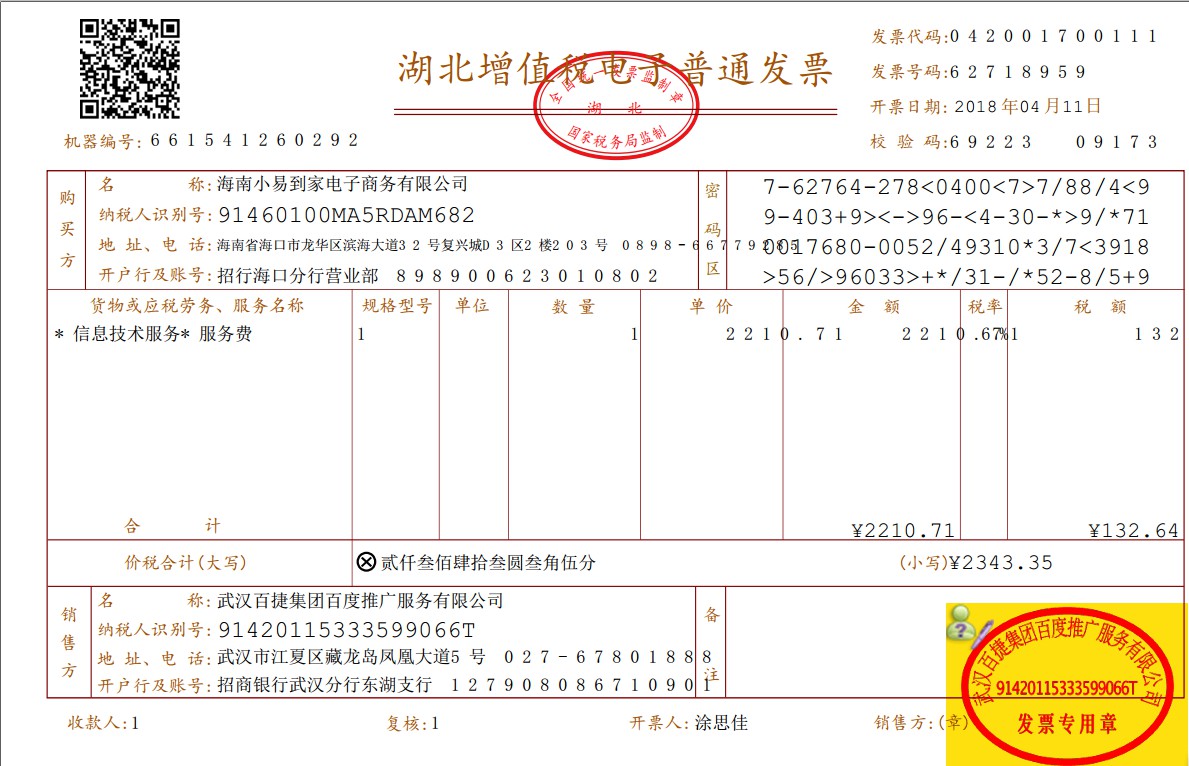 湖北增值税电子普通发票
全国统一发票监制章
湖 北
国家税务局监制
发票代码:042001700111
发票号码:62718959
开票日期:2018年04月11日
校 验 码:69223 09173
机器编号:661541260292
购买方
名 称:海南小易到家电子商务有限公司
纳税人识别号:91460100MA5RDAM682
地 址、电 话:海南省海口市龙华区滨海大道32号复兴城D3区2楼203号 0898-66779285
开户行及账号:招行海口分行营业部 898900623010802
密码区
7-62764-278<0400<7>7/88/4<9
9-403+9><->96-<4-30-*>9/*71
0017680-0052/49310*3/7<3918
>56/>96033>+*/31-/*52-8/5+9
货物或应税劳务、服务名称 规格型号 单位 数 量 单 价 金 额 税率 税 额
* 信息技术服务* 服务费 1 1 2210.71 2210.71 6% 132
合 计 ¥2210.71 ¥132.64
价税合计(大写) ⊗贰仟叁佰肆拾叁圆叁角伍分 (小写)¥2343.35
销售方
名 称:武汉百捷集团百度推广服务有限公司
纳税人识别号:91420115333599066T
地 址、电 话:武汉市江夏区藏龙岛凤凰大道5 号 027-67801888
开户行及账号:招商银行武汉分行东湖支行 127908086710901
备注
收款人:1 复核:1 开票人:涂思佳 销售方:(章)
武汉百捷集团百度推广服务有限公司
91420115333599066T
发票专用章